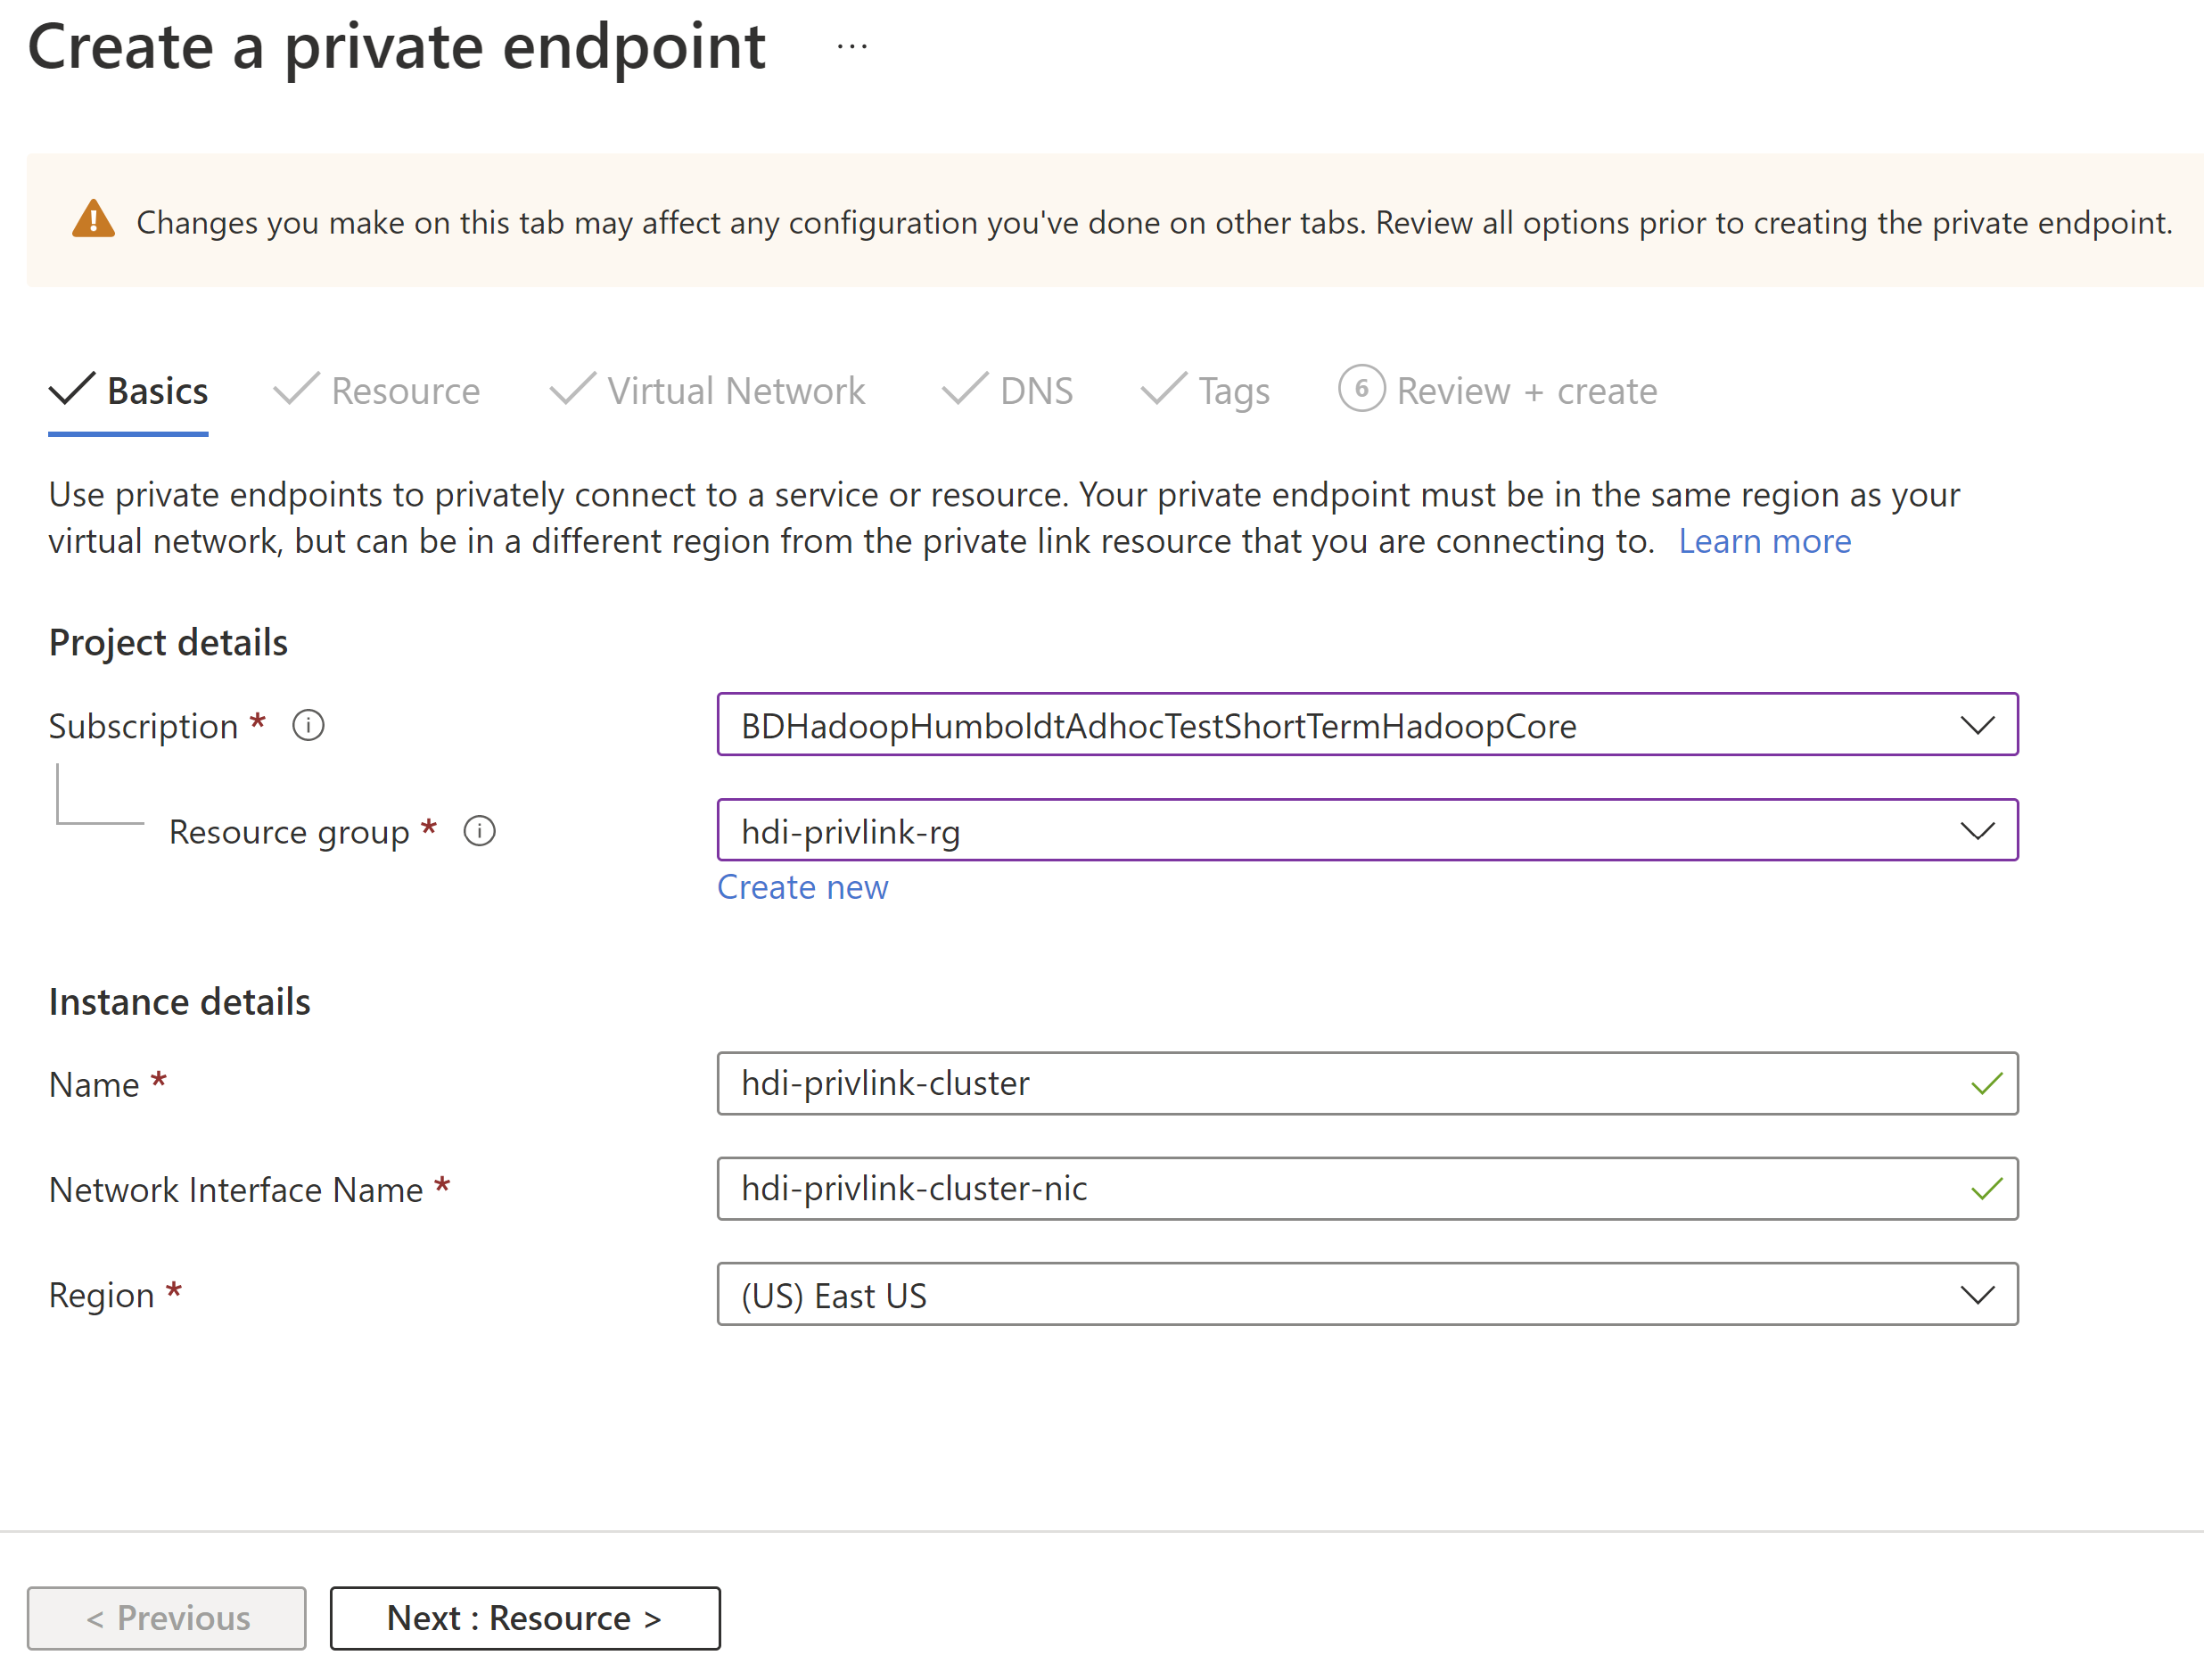 Create a private endpoint ...
Changes you make on this tab may affect any configuration you've done on other tabs. Review all options prior to creating the private endpoint.
Basics Resource Virtual Network DNS Tags 6 Review + create
Use private endpoints to privately connect to a service or resource. Your private endpoint must be in the same region as your
virtual network, but can be in a different region from the private link resource that you are connecting to. Learn more
Project details
Subscription * BDHadoopHumboldtAdhocTestShortTermHadoopCore
Resource group * hdi-privlink-rg
Create new
Instance details
Name * hdi-privlink-cluster
Network Interface Name * hdi-privlink-cluster-nic
Region * (US) East US
< Previous Next : Resource >